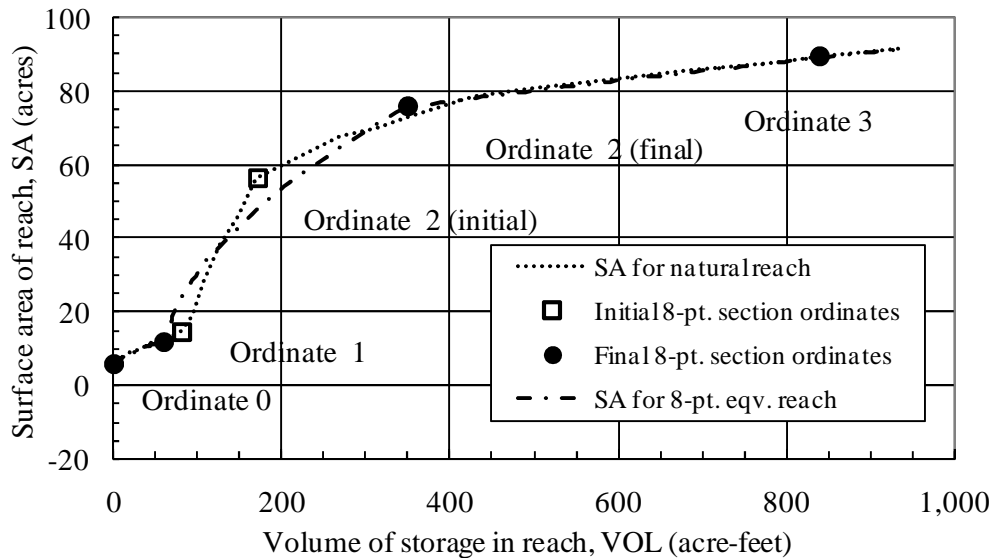 Surface area of reach, SA (acres)
100
80
60
40
20
0
-20
Ordinate 3
Ordinate 2 (final)
Ordinate 2 (initial)
Ordinate 1
Ordinate 0
SA for natural reach
Initial 8-pt. section ordinates
Final 8-pt. section ordinates
SA for 8-pt. eqv. reach
0
200
400
600
800
1,000
Volume of storage in reach, VOL (acre-feet)